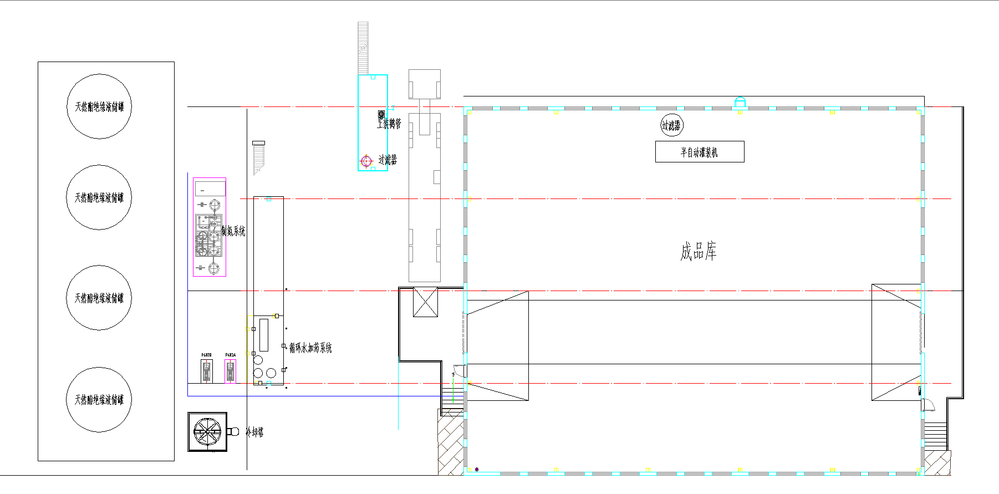 天然酯绝缘液储罐
上装鹤管
过滤器
过滤器
半自动灌装机
天然酯绝缘液储罐
制氮系统
成品库
天然酯绝缘液储罐
循环水加药系统
P602B
P602A
下
天然酯绝缘液储罐
冷却塔